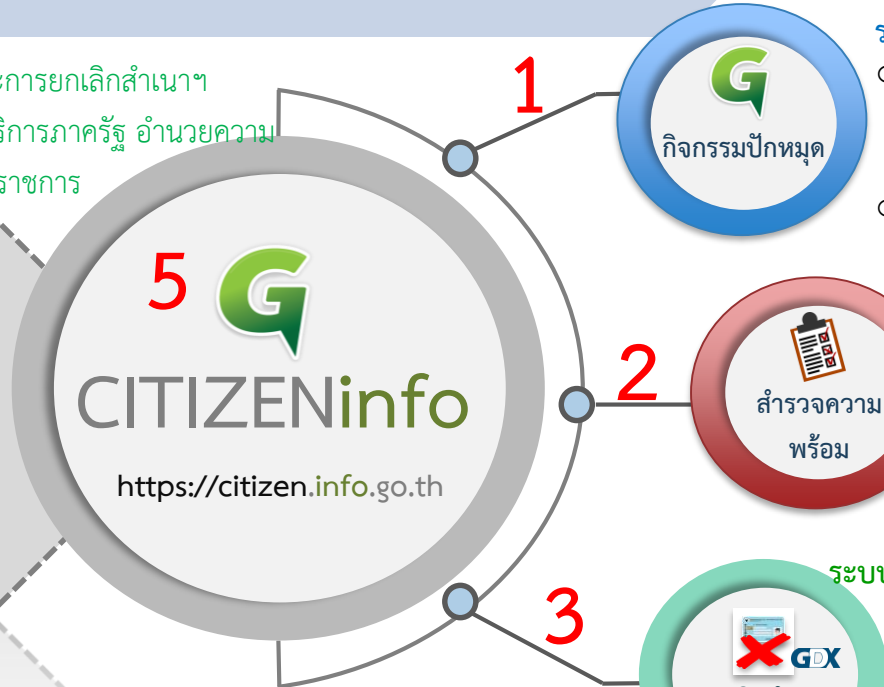 ะการยกเลิกสำเนาฯ
ริการภาครัฐ อำนวยความ
ราชการ
1
กิจกรรมปักหมุด
5
CITIZENinfo
https://citizen.info.go.th
2
สำรวจความ
พร้อม
3
ระบบ
GDX